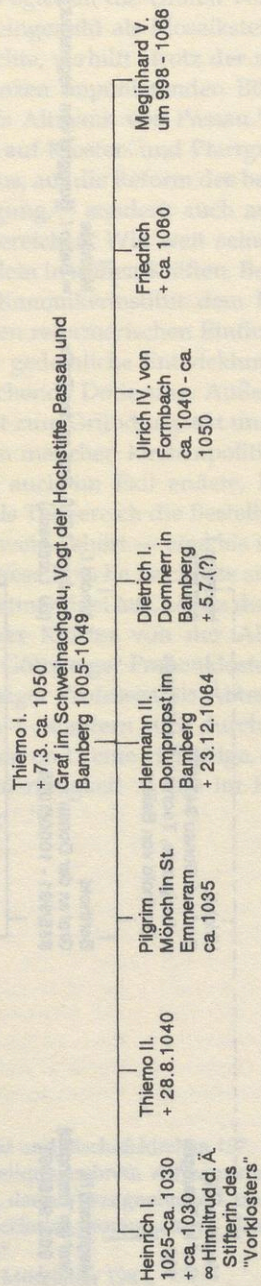 Thiemo I.
+ 7.3. ca. 1050
Graf im Schweinachgau, Vogt der Hochstifte Passau und
Bamberg 1005-1049
Heinrich I.
1025-ca. 1030
+ ca. 1030
∞ Himiltrud d. Ä.
Stifterin des
"Vorklosters"
Thiemo II.
+ 28.8.1040
Pilgrim
Mönch in St.
Emmeram
ca. 1035
Hermann II.
Dompropst im
Bamberg
+ 23.12.1064
Dietrich I.
Domherr in
Bamberg
+ 5.7.(?)
Ulrich IV. von
Formbach
ca. 1040 - ca.
1050
Friedrich
+ ca. 1060
Meginhard V.
um 998 - 1066